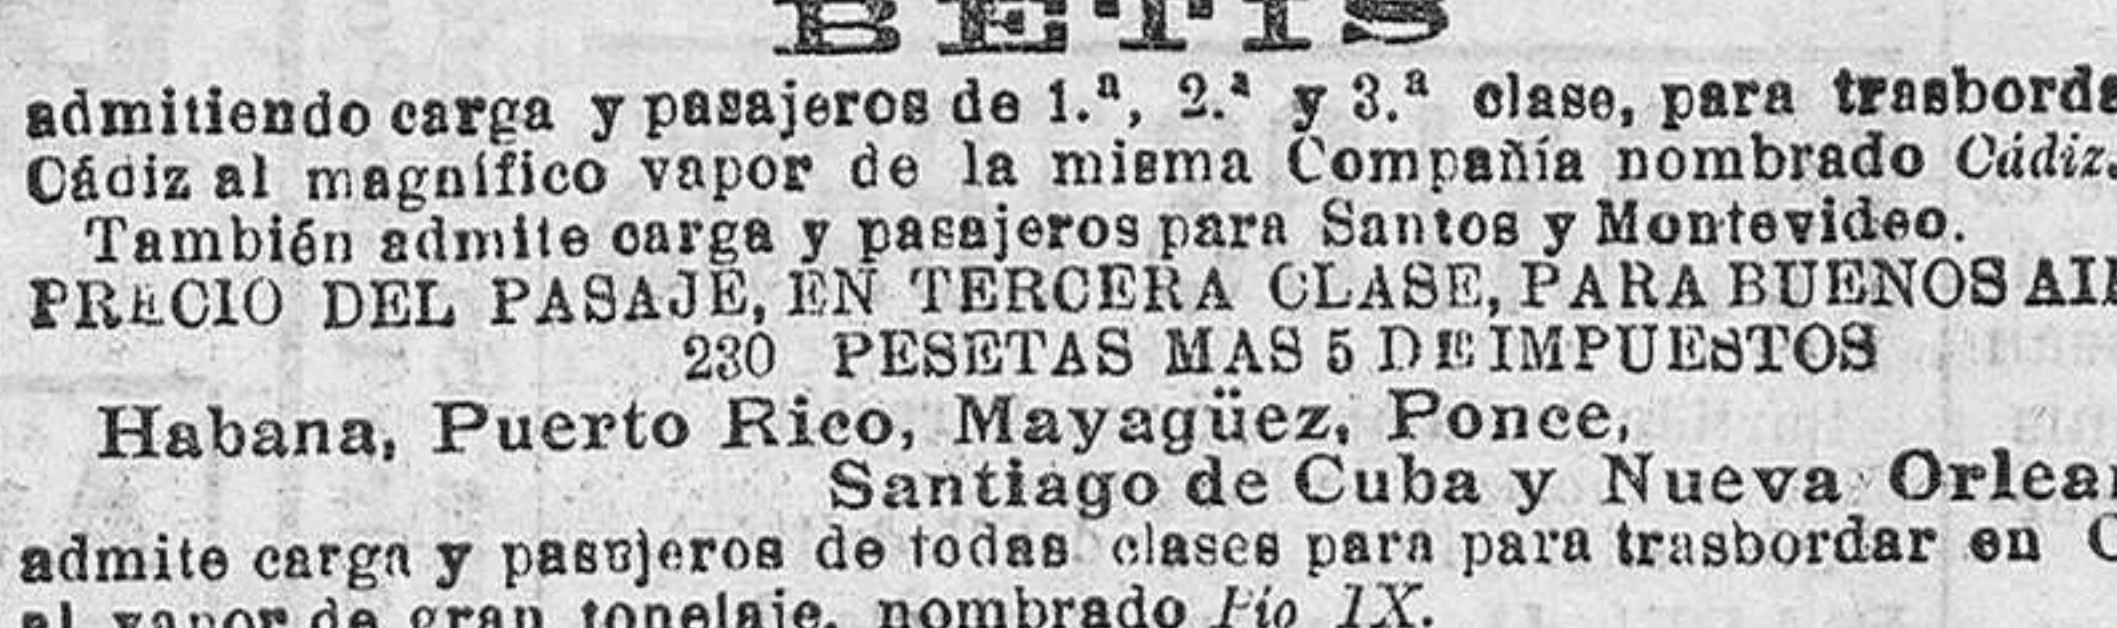 BETIS
admitiendo carga y pasajeros de 1.ª, 2.ª y 3.ª clase, para trasborda
Cádiz al magnífico vapor de la misma Compañía nombrado Cádiz.
También admite carga y pasajeros para Santos y Montevideo.
PRECIO DEL PASAJE, EN TERCERA CLASE, PARA BUENOS AI
230 PESETAS MAS 5 DE IMPUESTOS
Habana, Puerto Rico, Mayagüez, Ponce,
Santiago de Cuba y Nueva Orlea
admite carga y pasajeros de todas clases para para trasbordar en C
al vapor de gran tonelaje, nombrado Pío IX.